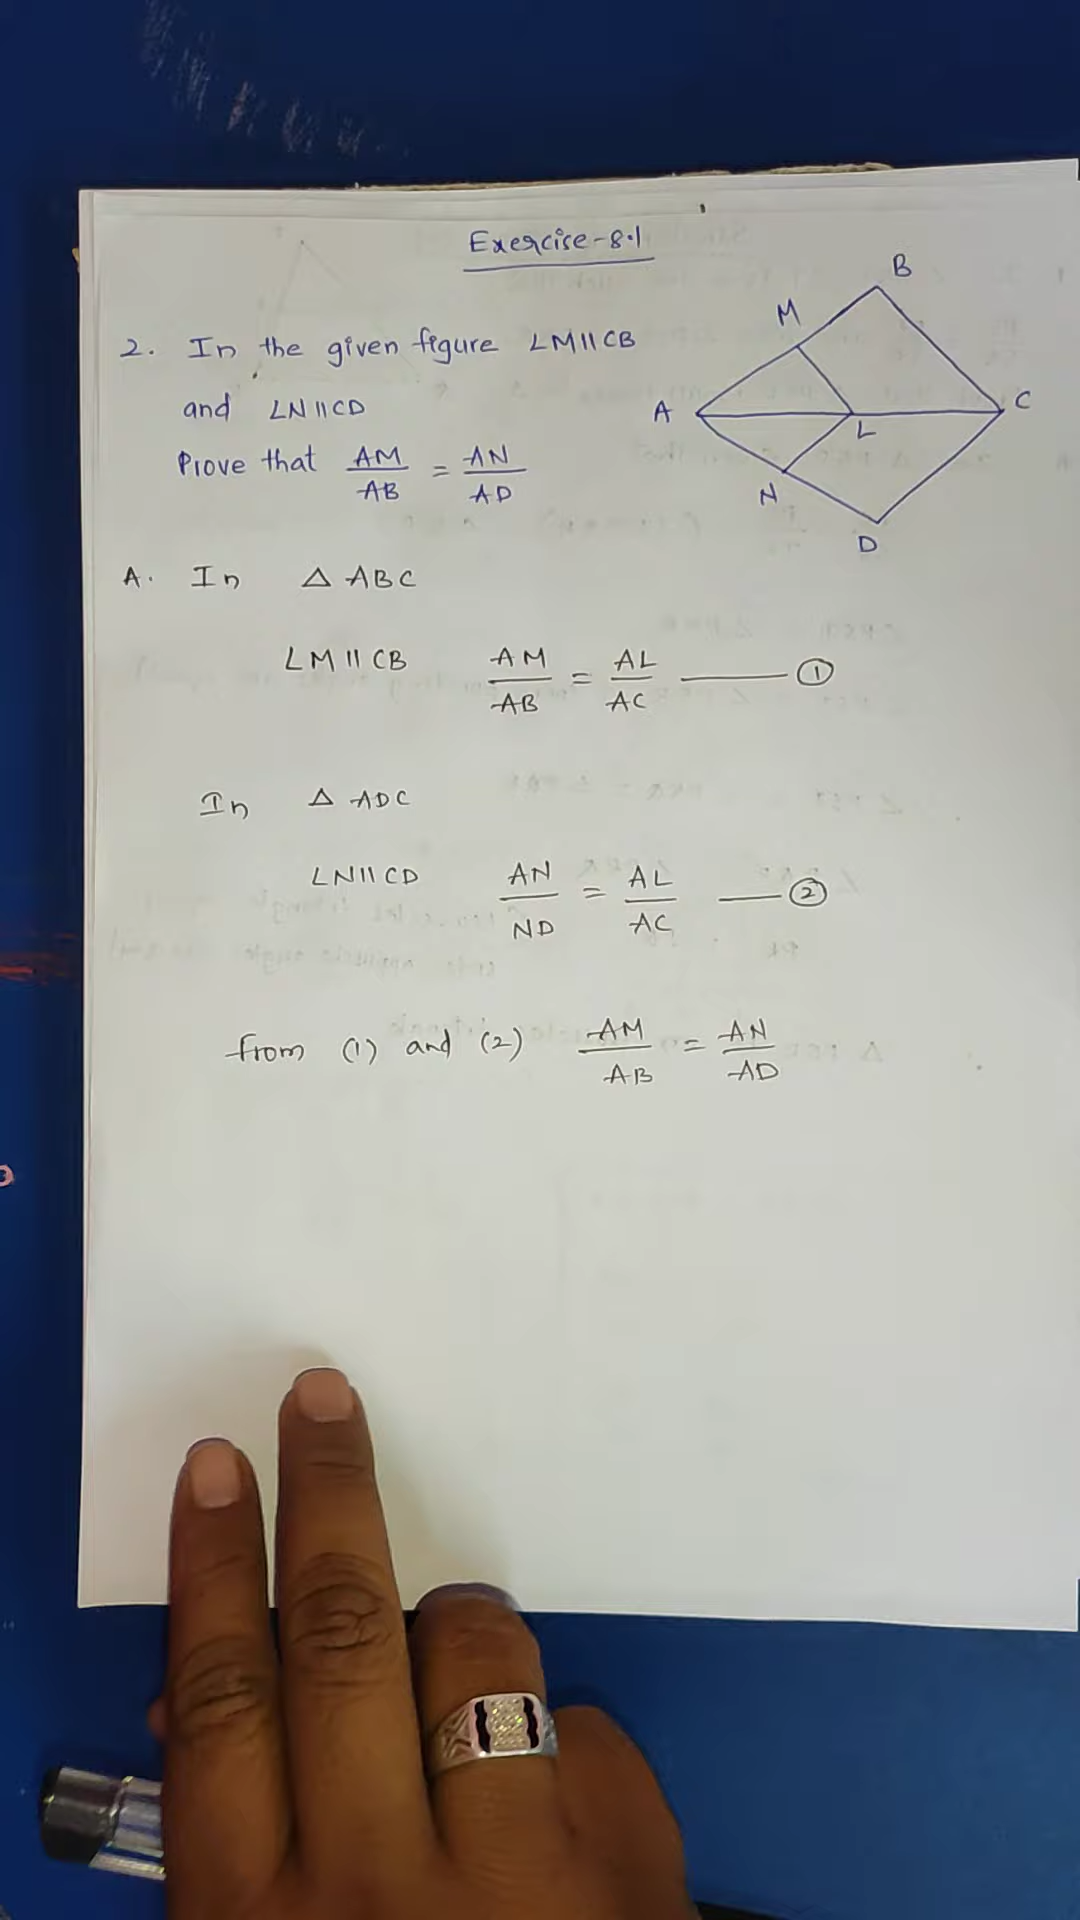 Exercise-8.1
2. In the given figure LM || CB
and LN || CD
Prove that AM/AB = AN/AD
B
M
A
C
L
N
D
A. In △ ABC
LM || CB AM/AB = AL/AC —— ①
In △ ADC
LN || CD AN/ND = AL/AC —— ②
from (1) and (2) AM/AB = AN/AD